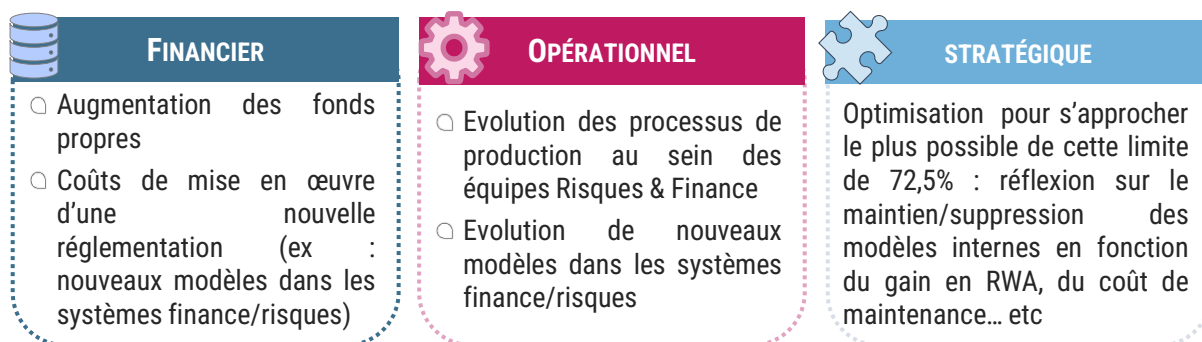 FINANCIER
Augmentation des fonds
propres
Coûts de mise en œuvre
d’une nouvelle
réglementation (ex :
nouveaux modèles dans les
systèmes finance/risques)
OPÉRATIONNEL
Evolution des processus de
production au sein des
équipes Risques & Finance
Evolution de nouveaux
modèles dans les systèmes
finance/risques
STRATÉGIQUE
Optimisation pour s’approcher
le plus possible de cette limite
de 72,5% : réflexion sur le
maintien/suppression des
modèles internes en fonction
du gain en RWA, du coût de
maintenance… etc